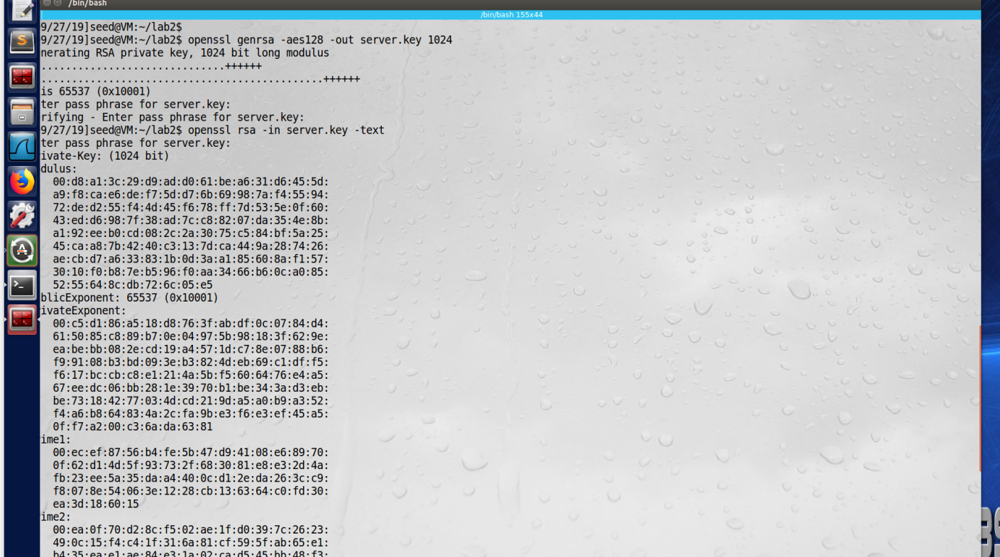 /bin/bash
/bin/bash 155x44
9/27/19]seed@VM:~/lab2$
9/27/19]seed@VM:~/lab2$ openssl genrsa -aes128 -out server.key 1024
nerating RSA private key, 1024 bit long modulus
..............................++++++
..............................................++++++
is 65537 (0x10001)
ter pass phrase for server.key:
rifying - Enter pass phrase for server.key:
9/27/19]seed@VM:~/lab2$ openssl rsa -in server.key -text
ter pass phrase for server.key:
ivate-Key: (1024 bit)
dulus:
00:d8:a1:3c:29:d9:ad:d0:61:be:a6:31:d6:45:5d:
a9:f8:ca:e6:de:f7:5d:d7:6b:69:98:7a:f4:55:94:
72:de:d2:55:f4:4d:45:f6:78:ff:7d:53:5e:0f:60:
43:ed:d6:98:7f:38:ad:7c:c8:82:07:da:35:4e:8b:
a1:92:ee:b0:cd:08:2c:2a:30:75:c5:84:bf:5a:25:
45:ca:a8:7b:42:40:c3:13:7d:ca:44:9a:28:74:26:
ae:cb:d7:a6:33:83:1b:0d:3a:a1:85:60:8a:f1:57:
30:10:f0:b8:7e:b5:96:f0:aa:34:66:b6:0c:a0:85:
52:55:64:8c:db:72:6c:05:e5
blicExponent: 65537 (0x10001)
ivateExponent:
00:c5:d1:86:a5:18:d8:76:3f:ab:df:0c:07:84:d4:
61:50:85:c8:89:b7:0e:04:97:5b:98:18:3f:62:9e:
ea:be:bb:08:2e:cd:19:a4:57:1d:c7:8e:07:88:b6:
f9:91:08:b3:bd:09:3e:b3:82:4d:eb:69:c1:df:f5:
f6:17:bc:cb:c8:e1:21:4a:5b:f5:60:64:76:e4:a5:
67:ee:dc:06:bb:28:1e:39:70:b1:be:34:3a:d3:eb:
be:73:18:42:77:03:4d:cd:21:9d:a5:a0:b9:a3:52:
f4:a6:b8:64:83:4a:2c:fa:9b:e3:f6:e3:ef:45:a5:
0f:f7:a2:00:c3:6a:da:63:81
ime1:
00:ec:ef:87:56:b4:fe:5b:47:d9:41:08:e6:89:70:
0f:62:d1:4d:5f:93:73:2f:68:30:81:e8:e3:2d:4a:
fb:23:ee:5a:35:da:a4:40:0c:d1:2e:da:26:3c:c9:
f8:07:8e:54:06:3e:12:28:cb:13:63:64:c0:fd:30:
ea:3d:18:60:15
ime2:
00:ea:0f:70:d2:8c:f5:02:ae:1f:d0:39:7c:26:23:
49:0c:15:f4:c4:1f:31:6a:81:cf:59:5f:ab:65:e1:
b4:35:ea:e1:ae:84:e3:1a:02:ca:d5:45:bb:48:f3: